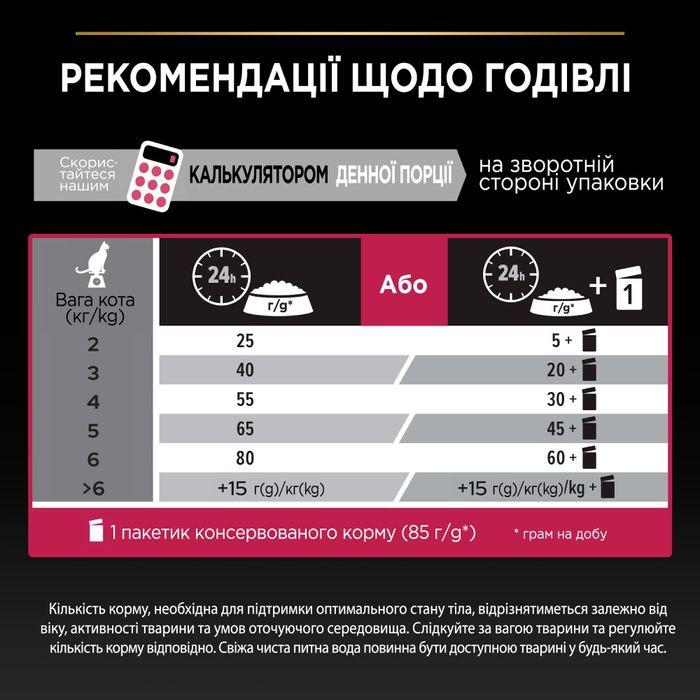 РЕКОМЕНДАЦІЇ ЩОДО ГОДІВЛІ
Скорис-
тайтеся
нашим
КАЛЬКУЛЯТОРОМ ДЕННОЇ ПОРЦІЇ
на зворотній
стороні упаковки
Вага кота
(кг/kg)
24h
г/g*
Або
24h
г/g*
+ 1
2 25 5 +
3 40 20 +
4 55 30 +
5 65 45 +
6 80 60 +
>6 +15 г(g)/кг(kg) +15 г(g)/кг(kg)/kg +
1 пакетик консервованого корму (85 г/g*) * грам на добу
Кількість корму, необхідна для підтримки оптимального стану тіла, відрізнятиметься залежно від
віку, активності тварини та умов оточуючого середовища. Слідкуйте за вагою тварини та регулюйте
кількість корму відповідно. Свіжа чиста питна вода повинна бути доступною тварині у будь-який час.